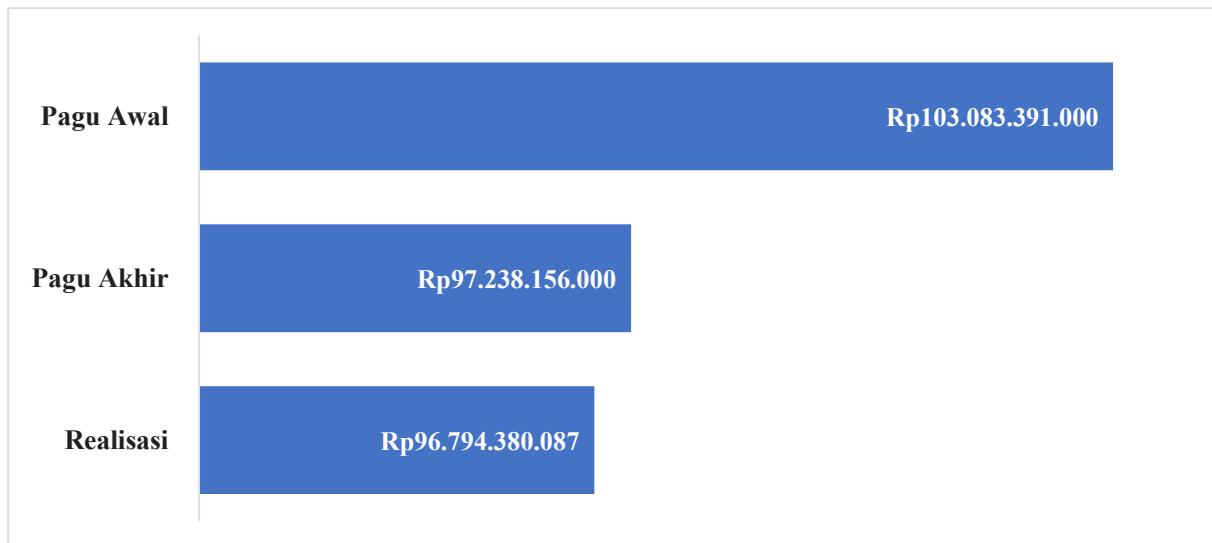 Pagu Awal
Rp103.083.391.000
Pagu Akhir
Rp97.238.156.000
Realisasi
Rp96.794.380.087